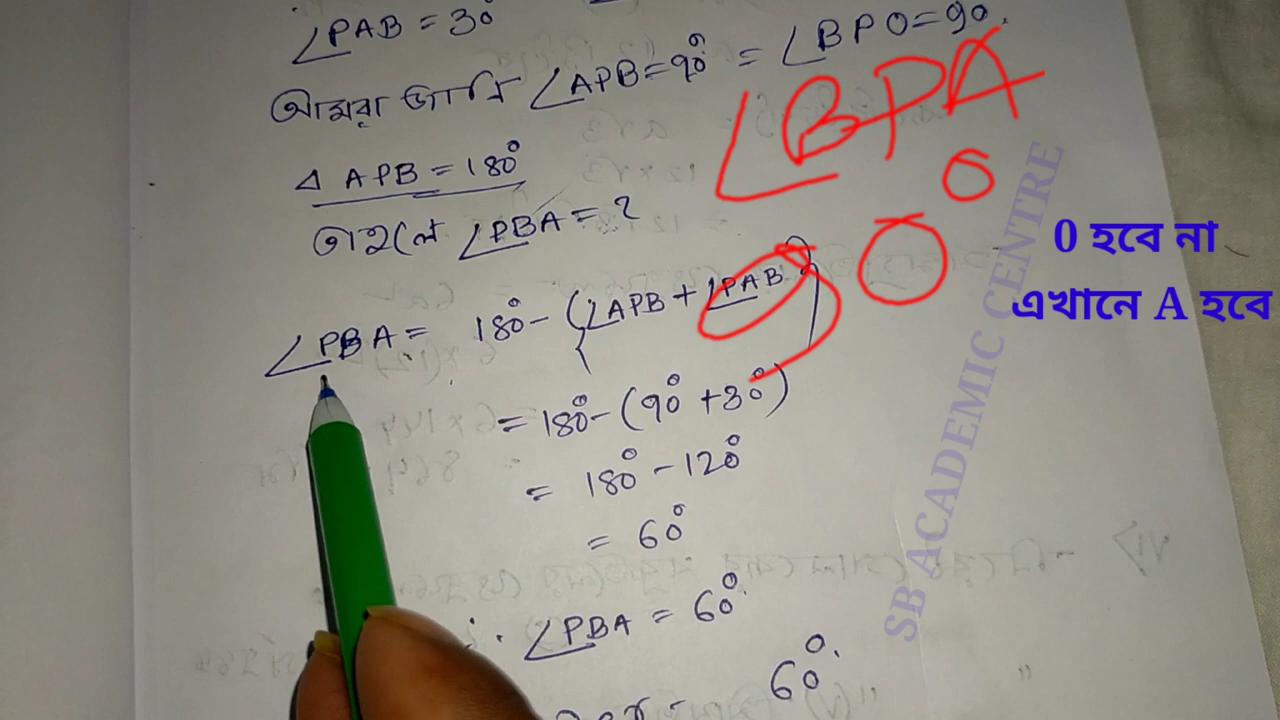 ∠PAB = 30°
আমরা জানি ∠APB = 90° = ∠BPO = 90.
∠BPA
△ APB = 180°
0
তাহলে ∠PBA = ?
0 হবে না
এখানে A হবে
∠PBA = 180° - (∠APB + ∠PAB)
= 180° - (90° + 30°)
= 180° - 120°
= 60°
∴ ∠PBA = 60°
60°.
SB ACADEMIC CENTRE